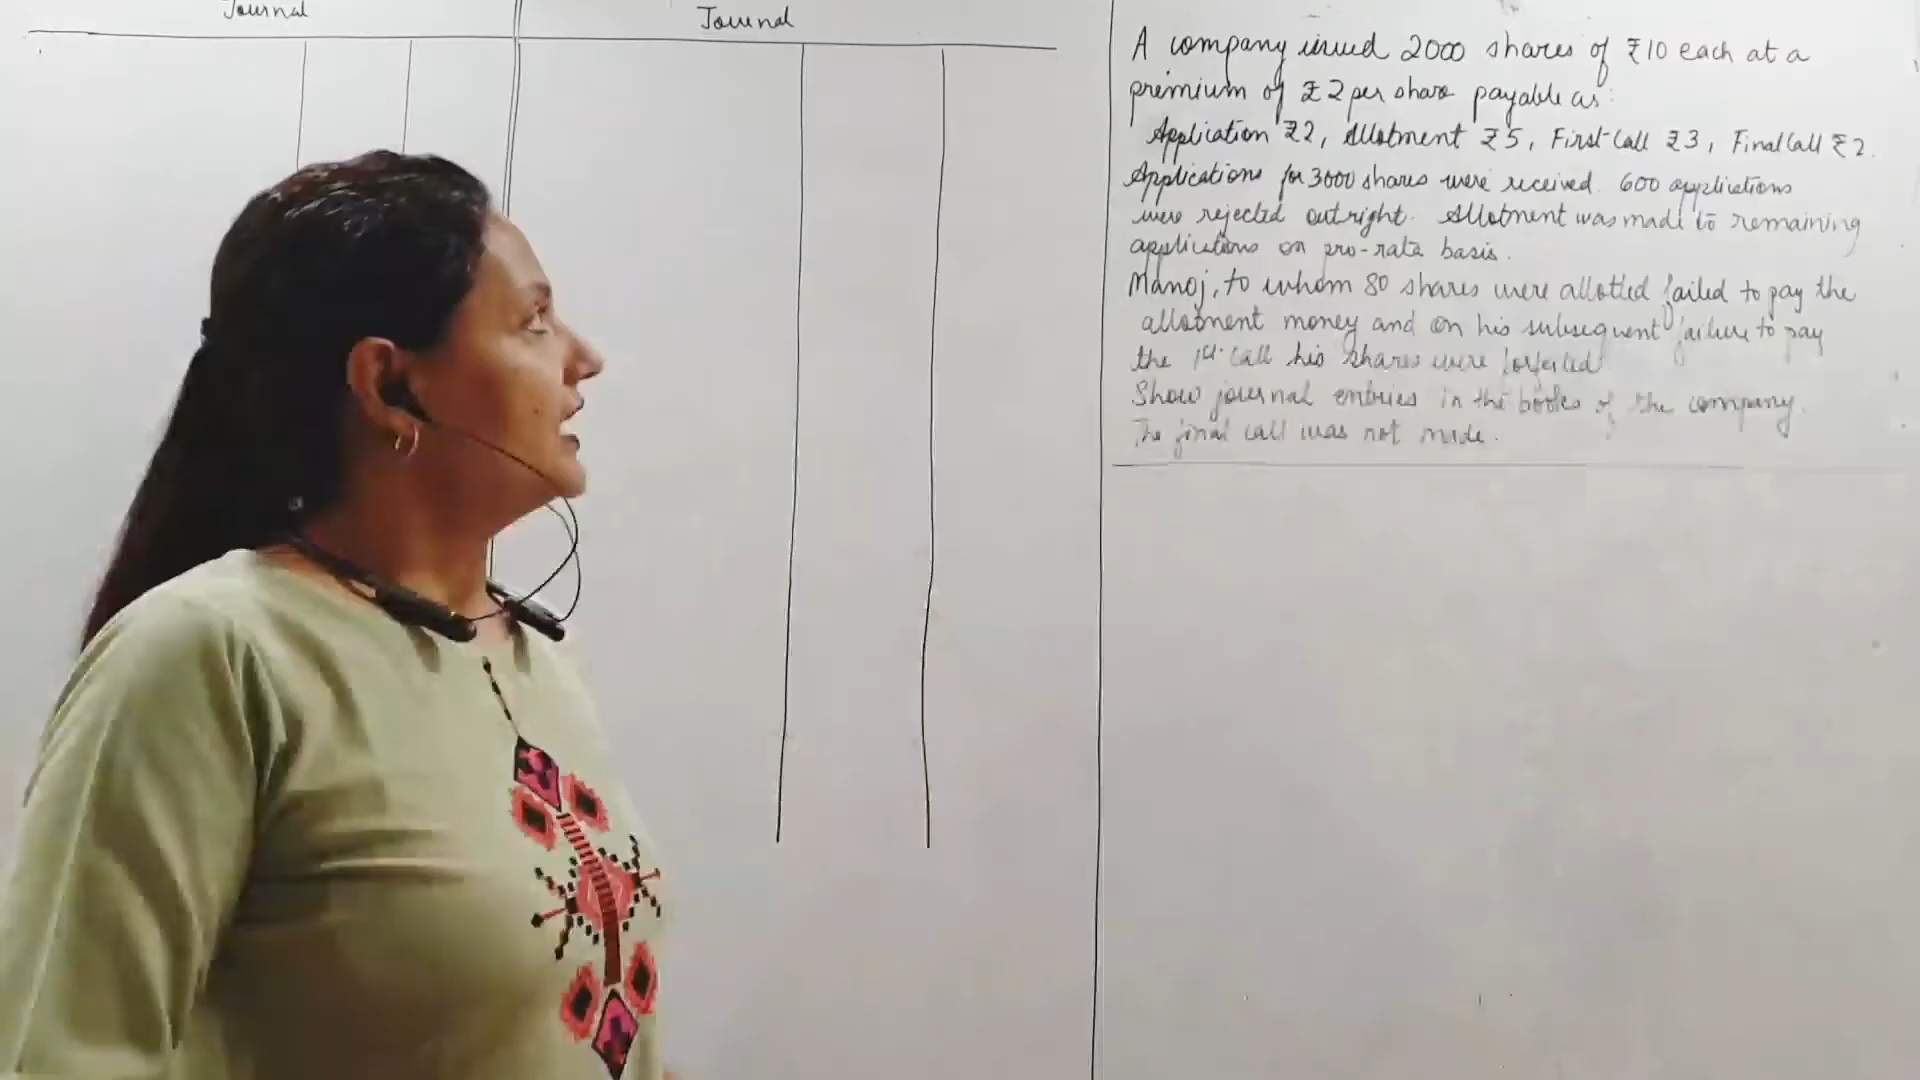 Journal
Journal
A company issued 2000 shares of ₹10 each at a
premium of ₹2 per share payable as:
Application ₹2, Allotment ₹5, First Call ₹3, Final Call ₹2.
Applications for 3000 shares were received. 600 applications
were rejected outright. Allotment was made to remaining
applications on pro-rata basis.
Manoj, to whom 80 shares were allotted failed to pay the
allotment money and on his subsequent failure to pay
the 1st call his shares were forfeited
Show journal entries in the books of the company.
The final call was not made.